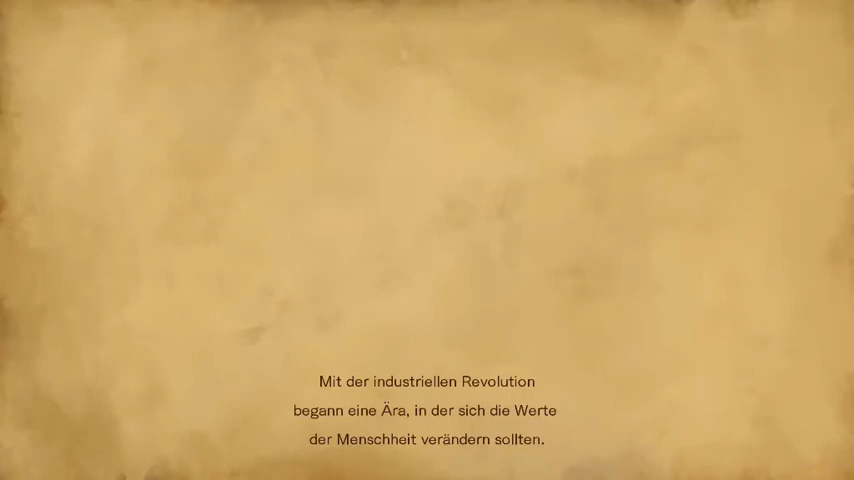 Mit der industriellen Revolution
begann eine Ära, in der sich die Werte
der Menschheit verändern sollten.